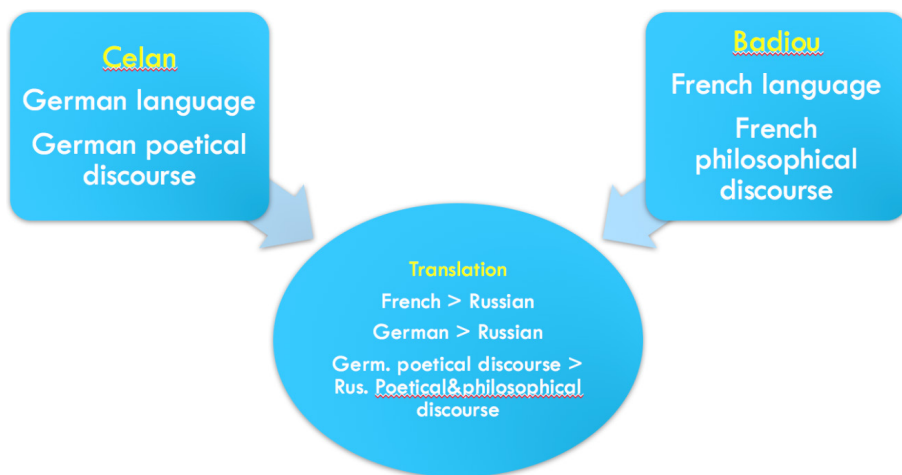 Celan
German language
German poetical
discourse
Badiou
French language
French
philosophical
discourse
Translation
French > Russian
German > Russian
Germ. poetical discourse >
Rus. Poetical&philosophical
discourse